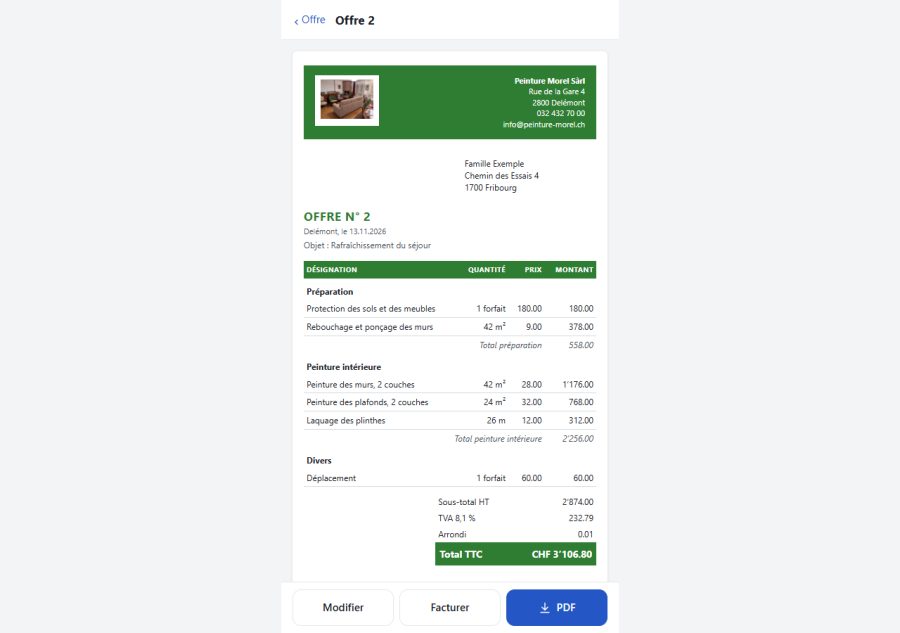 ‹ Offre Offre 2
Peinture Morel Sàrl
Rue de la Gare 4
2800 Delémont
032 432 70 00
info@peinture-morel.ch
Famille Exemple
Chemin des Essais 4
1700 Fribourg
OFFRE N° 2
Delémont, le 13.11.2026
Objet : Rafraîchissement du séjour
DÉSIGNATION QUANTITÉ PRIX MONTANT
Préparation
Protection des sols et des meubles 1 forfait 180.00 180.00
Rebouchage et ponçage des murs 42 m² 9.00 378.00
Total préparation 558.00
Peinture intérieure
Peinture des murs, 2 couches 42 m² 28.00 1'176.00
Peinture des plafonds, 2 couches 24 m² 32.00 768.00
Laquage des plinthes 26 m 12.00 312.00
Total peinture intérieure 2'256.00
Divers
Déplacement 1 forfait 60.00 60.00
Sous-total HT 2'874.00
TVA 8,1 % 232.79
Arrondi 0.01
Total TTC CHF 3'106.80
Modifier Facturer PDF